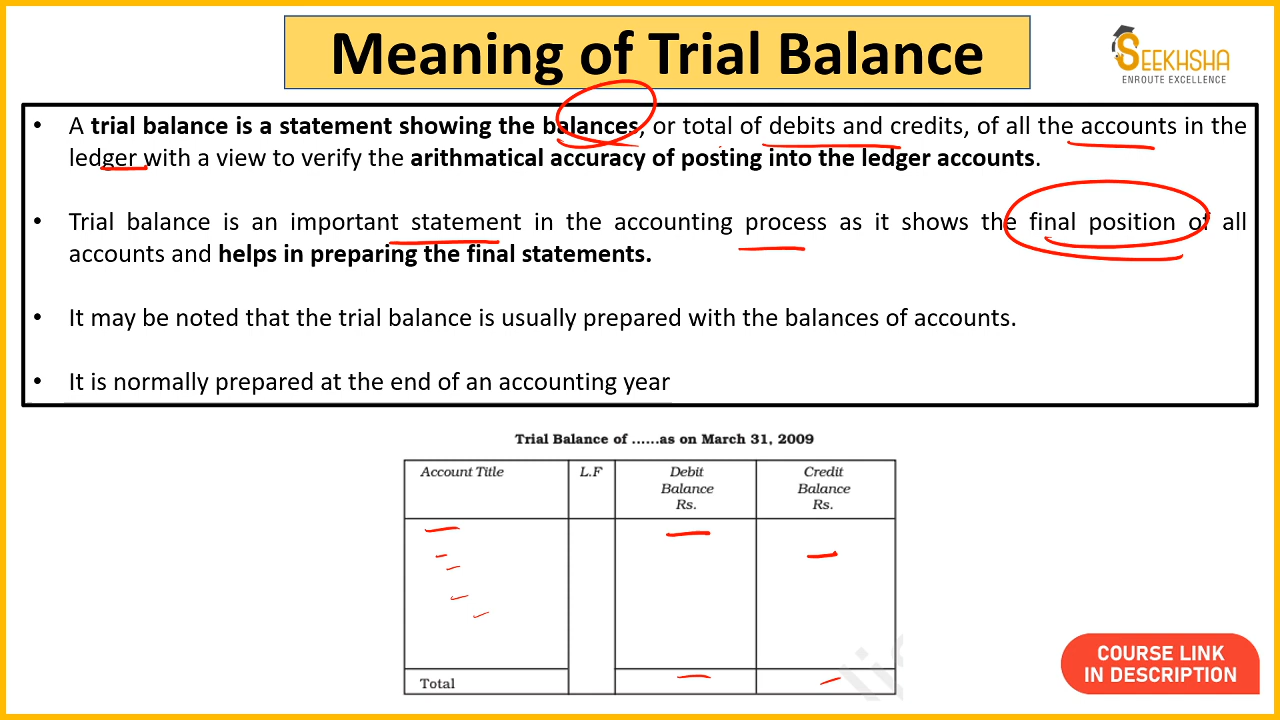 Meaning of Trial Balance
SEEKHSHA
ENROUTE EXCELLENCE
• A trial balance is a statement showing the balances, or total of debits and credits, of all the accounts in the
ledger with a view to verify the arithmatical accuracy of posting into the ledger accounts.
• Trial balance is an important statement in the accounting process as it shows the final position of all
accounts and helps in preparing the final statements.
• It may be noted that the trial balance is usually prepared with the balances of accounts.
• It is normally prepared at the end of an accounting year
Trial Balance of ......as on March 31, 2009
Account Title L.F Debit Credit
Balance Balance
Rs. Rs.
Total
COURSE LINK
IN DESCRIPTION